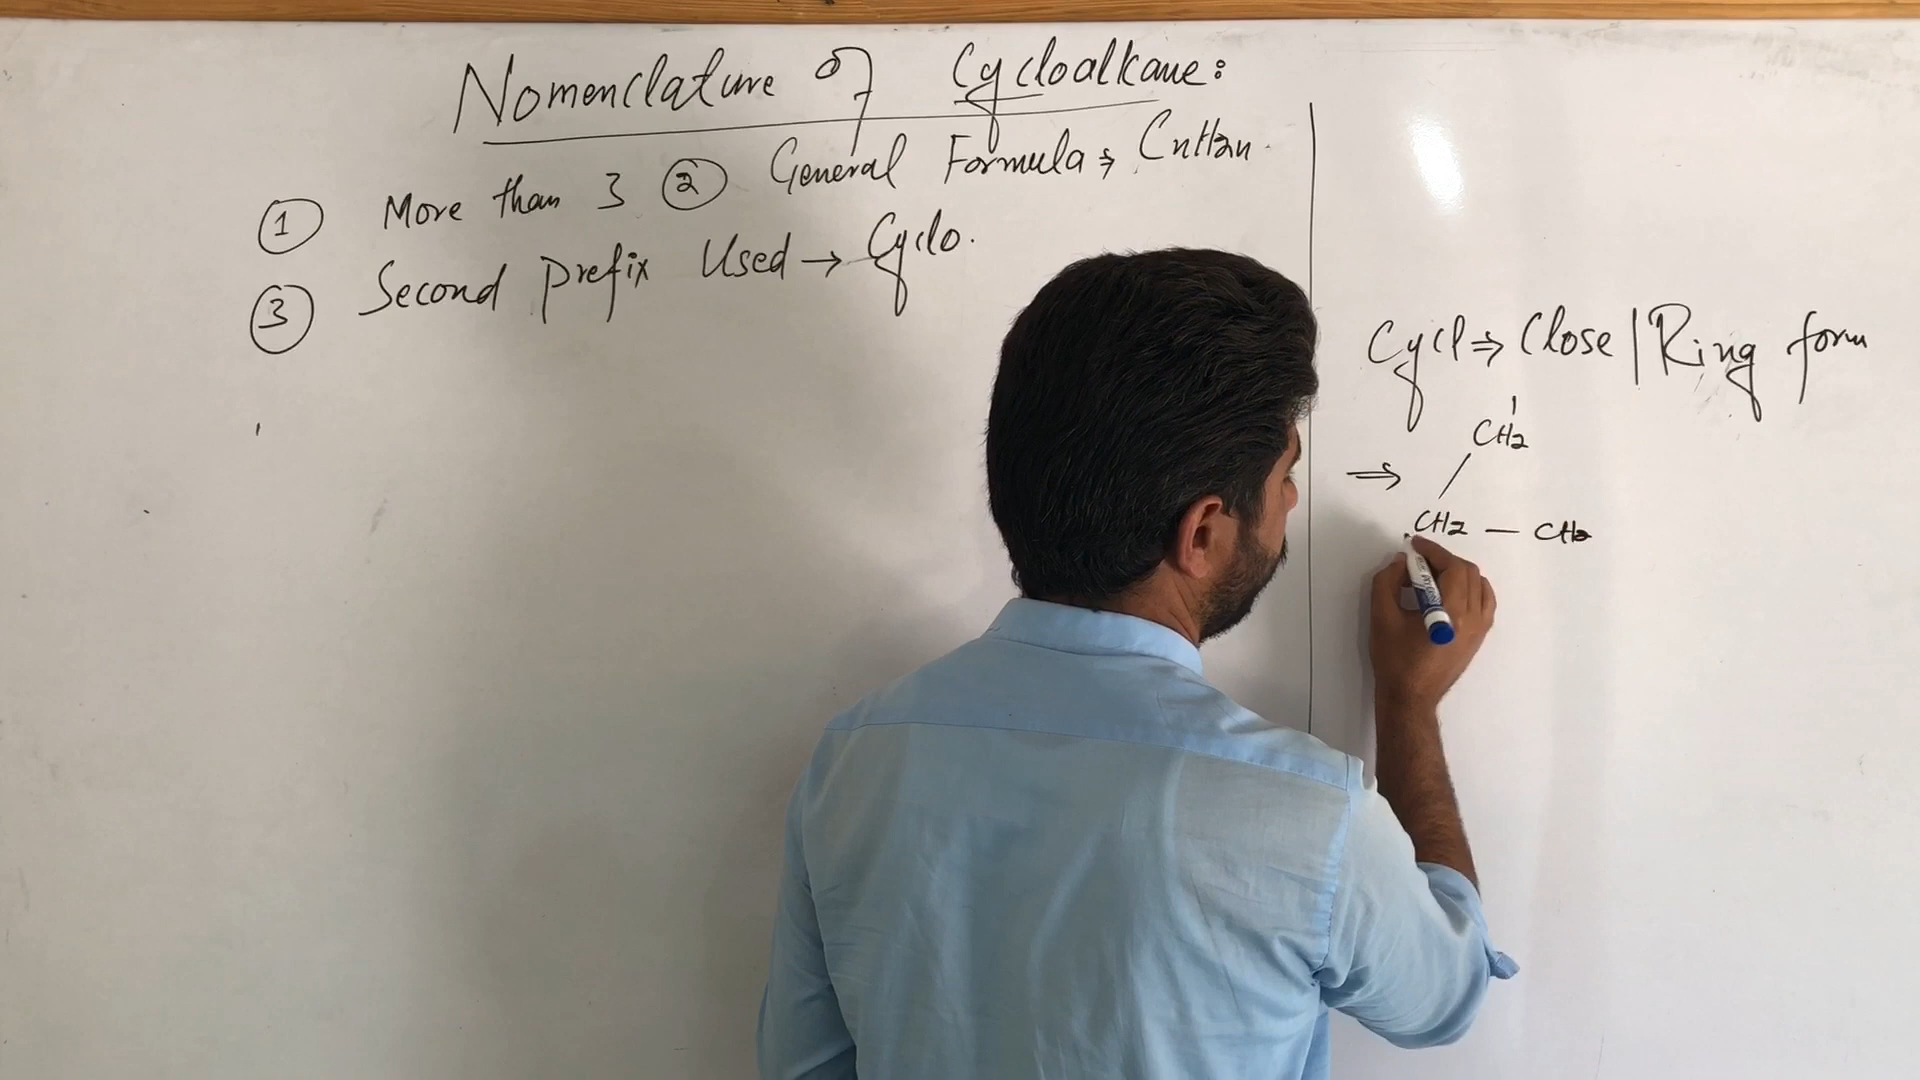 Nomenclature of Cycloalkane:
① More than 3 ② General Formula ⇒ CnH2n.
③ Second prefix Used → Cyclo.
Cycl ⇒ Close | Ring form
CH2
⇒
CH2 — CH2